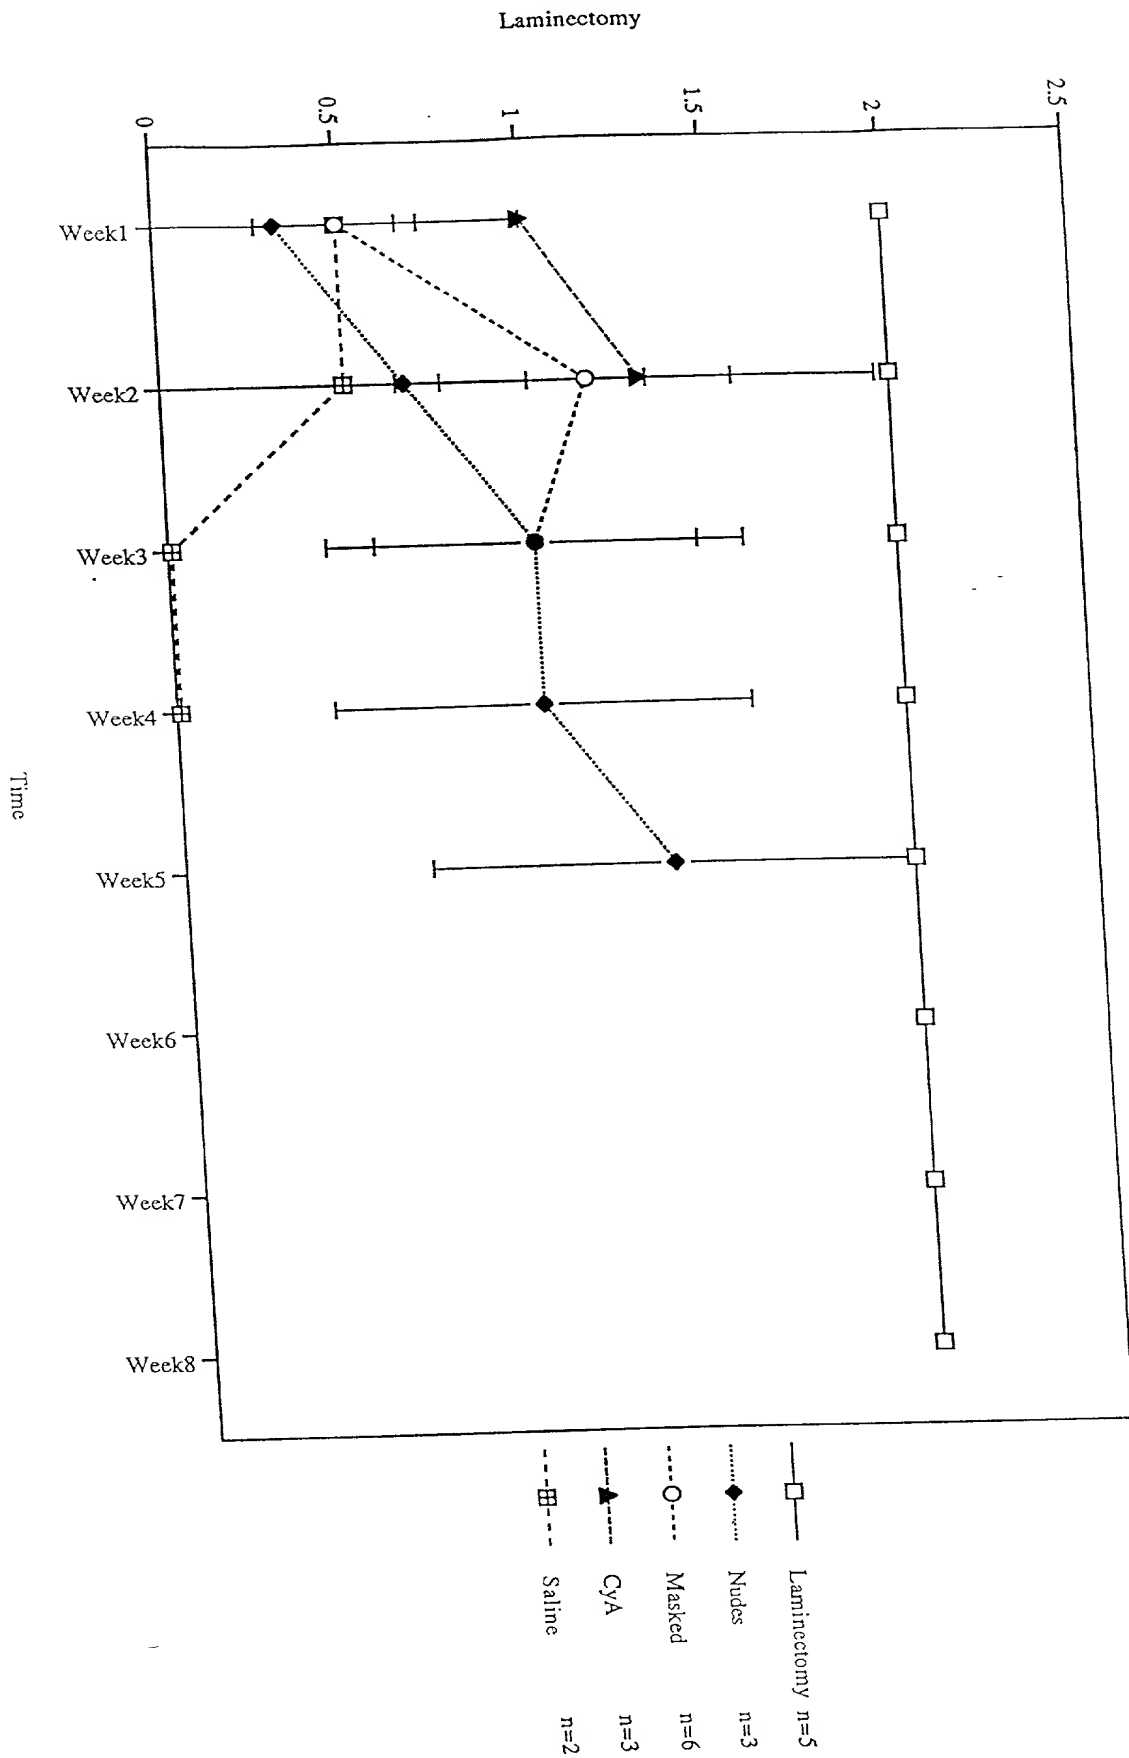 Laminectomy
0
0.5
1
1.5
2
2.5
Week1
Week2
Week3
Week4
Week5
Week6
Week7
Week8
Time
Laminectomy n=5
Nudes n=3
Masked n=6
CyA n=3
Saline n=2